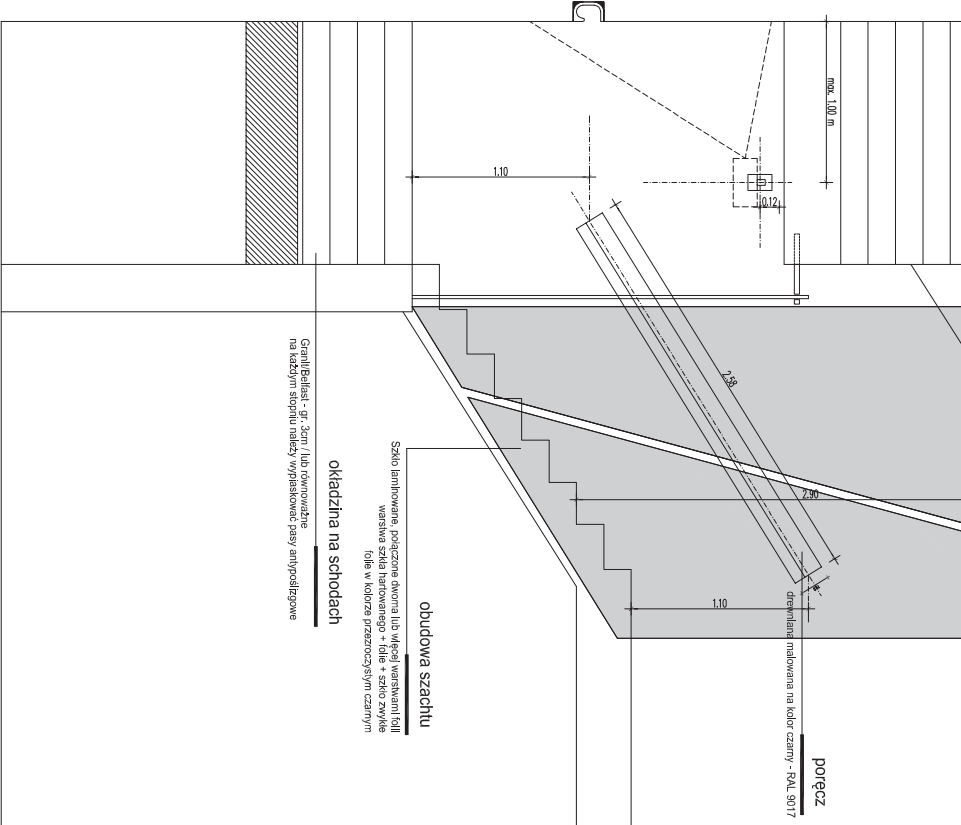 okładzina na schodach
Granit/Belfast - gr. 3cm / lub równoważne
na każdym stopniu należy wypiaskować pasy antypoślizgowe
obudowa szachtu
Szkło laminowane, połączone dwoma lub więcej warstwami folii
warstwa szkła hartowanego + folie + szkło zwykłe
folie w kolorze przezroczystym czarnym
poręcz
drewniana malowana na kolor czarny - RAL 9017
max. 1.00 m
1.10
0.12
2.58
2.90
1.10